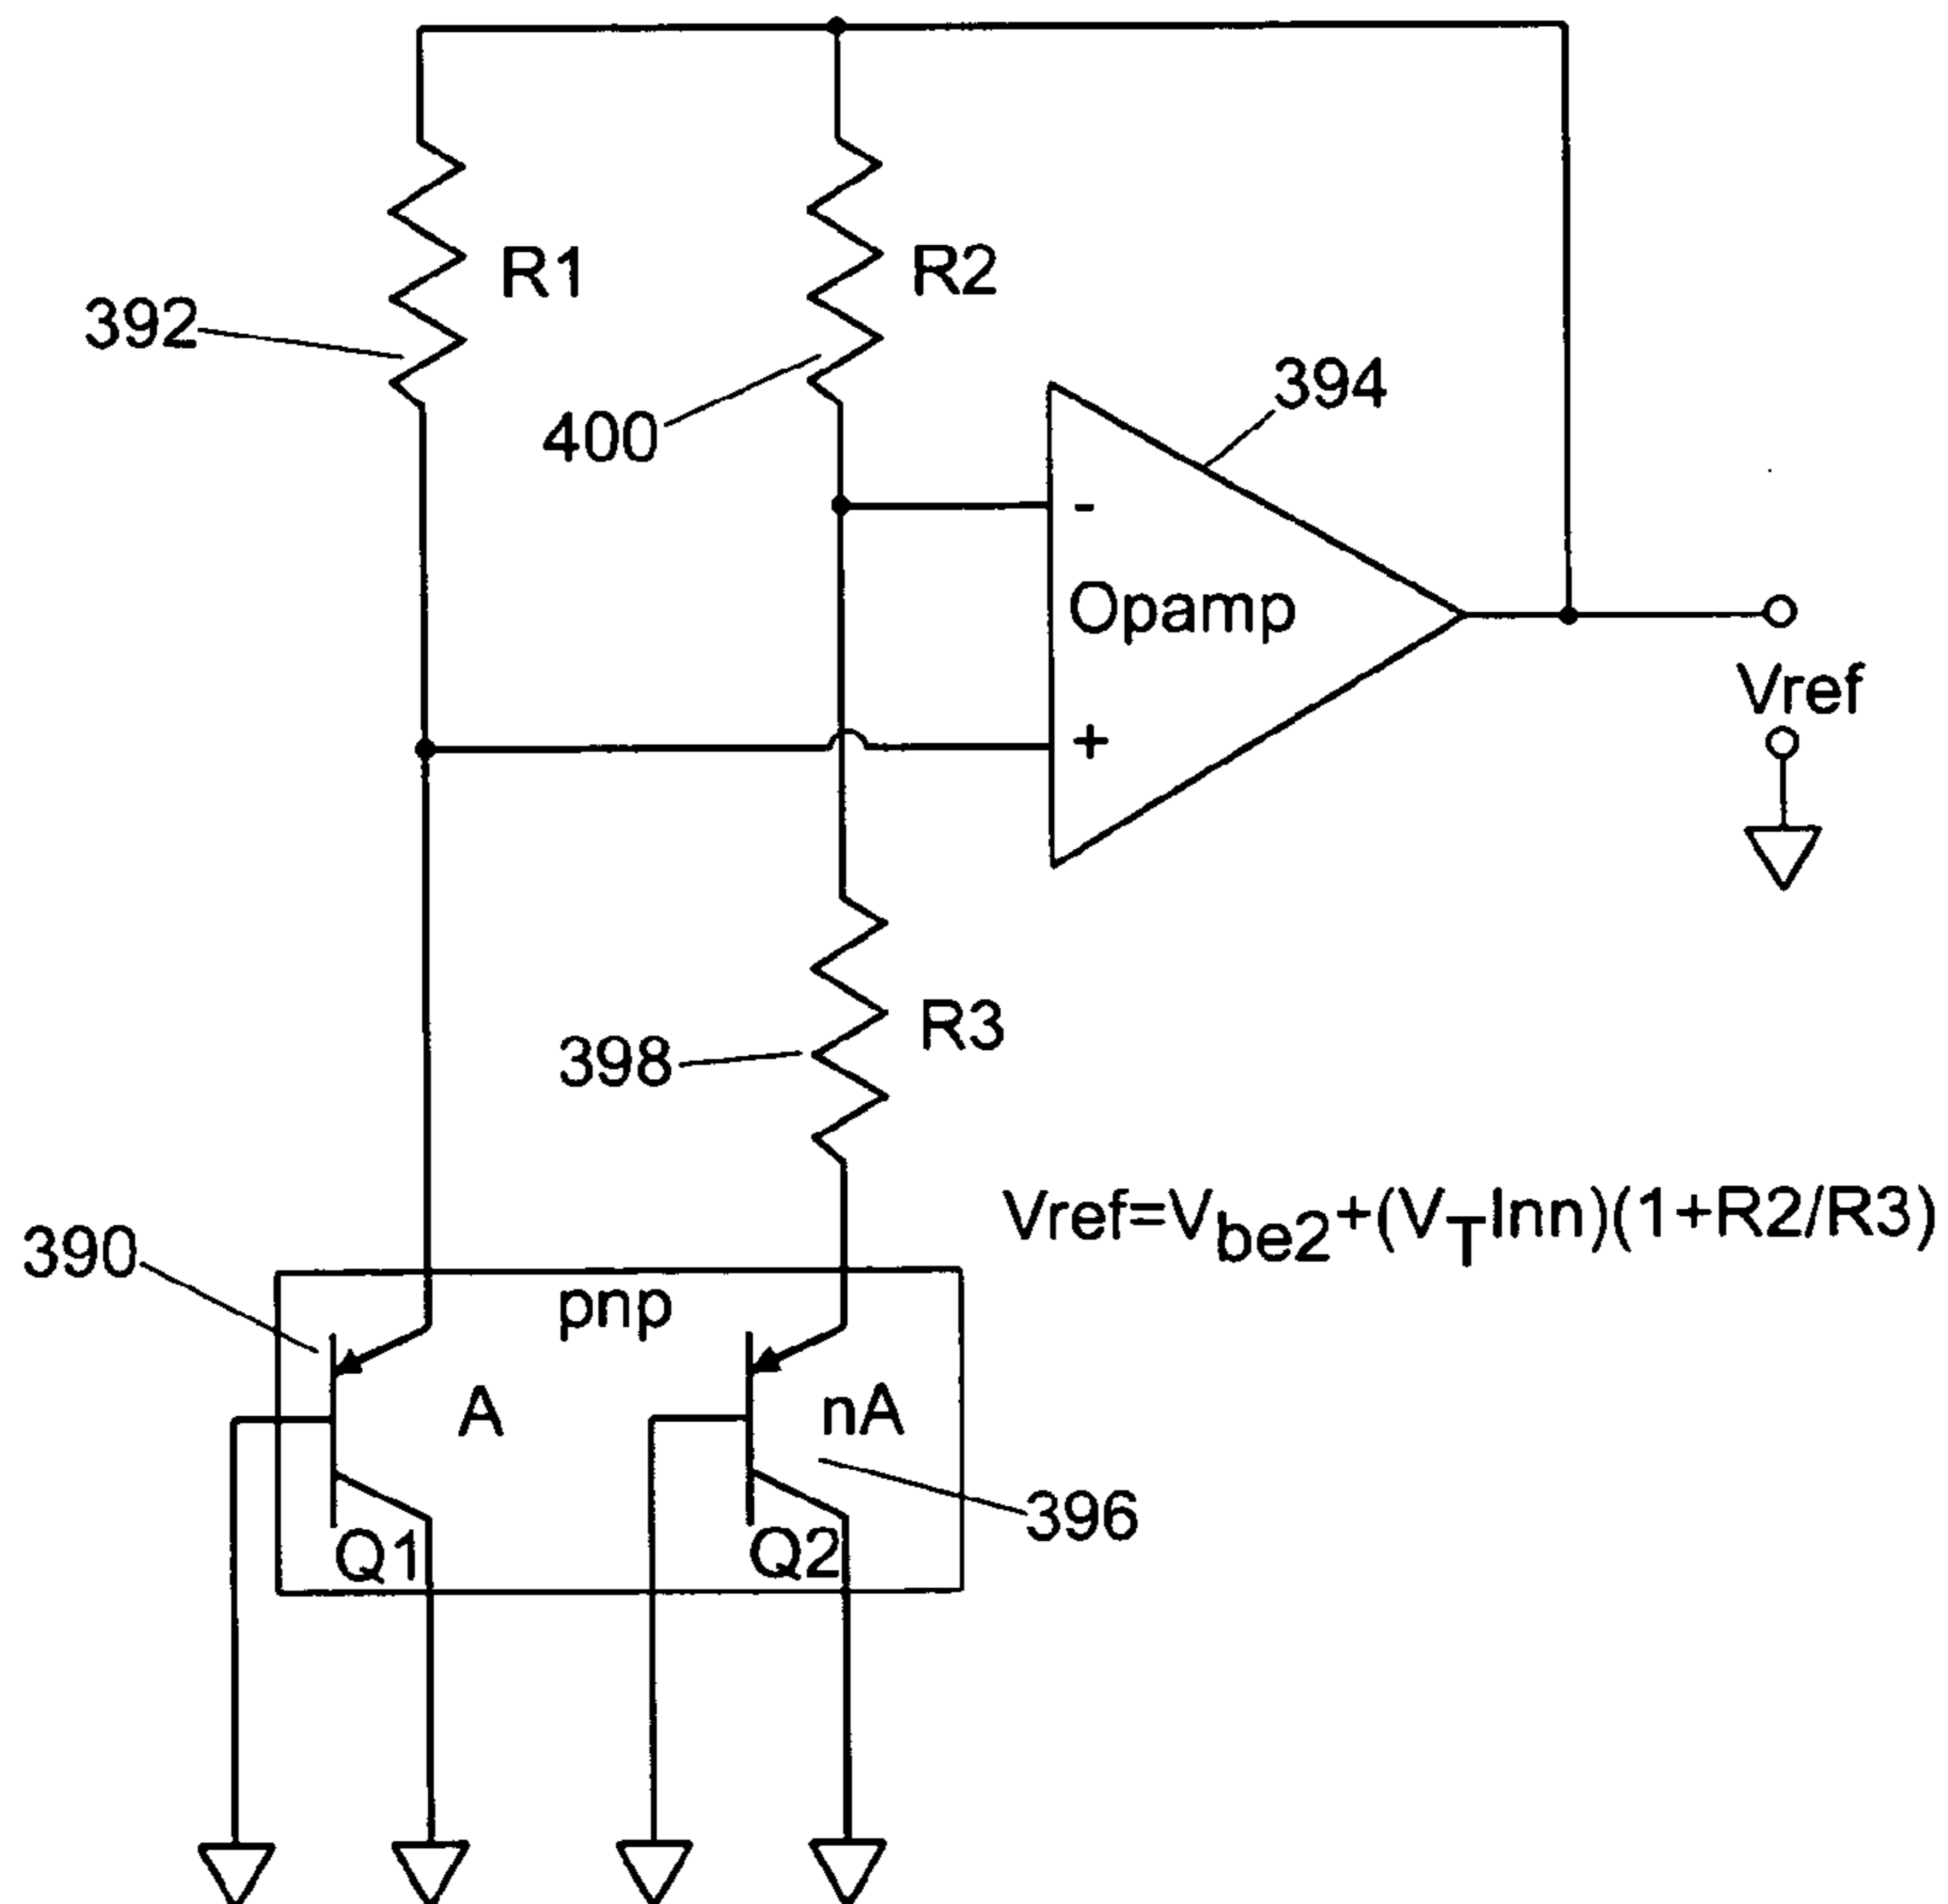 R1
R2
392
400
394
-
Opamp
+
Vref
R3
398
Vref=Vbe2+(VTlnn)(1+R2/R3)
390
pnp
A
nA
396
Q1
Q2